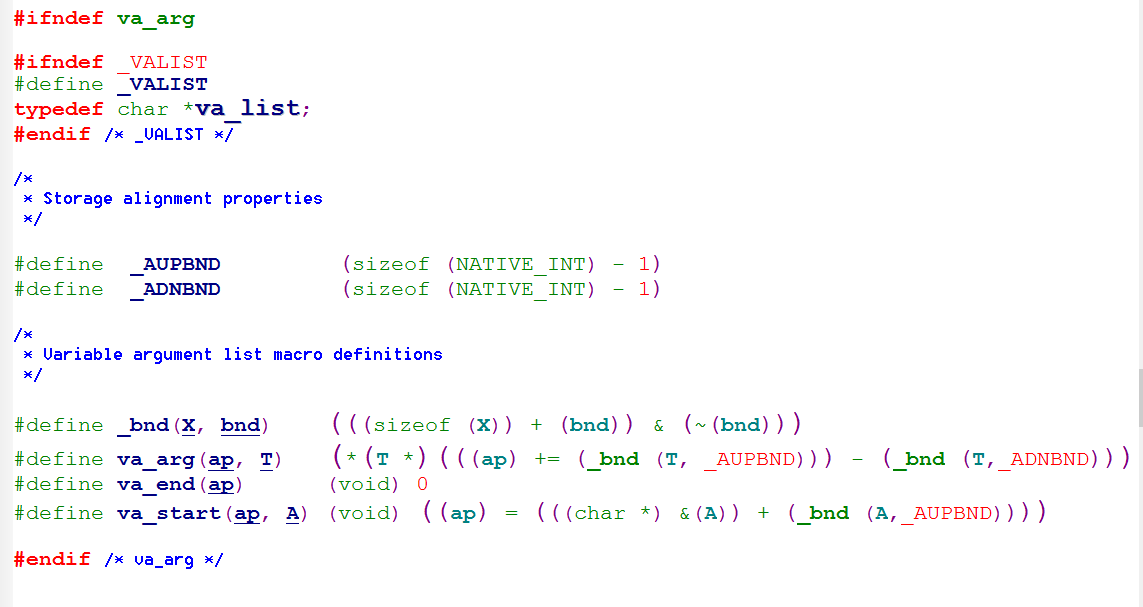 #ifndef va_arg
#ifndef _VALIST
#define _VALIST
typedef char *va_list;
#endif /* _VALIST */
/*
 * Storage alignment properties
 */
#define _AUPBND (sizeof (NATIVE_INT) - 1)
#define _ADNBND (sizeof (NATIVE_INT) - 1)
/*
 * Variable argument list macro definitions
 */
#define _bnd(X, bnd) (((sizeof (X)) + (bnd)) & (~(bnd)))
#define va_arg(ap, T) (*(T *)(((ap) += (_bnd (T, _AUPBND))) - (_bnd (T,_ADNBND)))
#define va_end(ap) (void) 0
#define va_start(ap, A) (void) ((ap) = (((char *) &(A)) + (_bnd (A,_AUPBND))))
#endif /* va_arg */